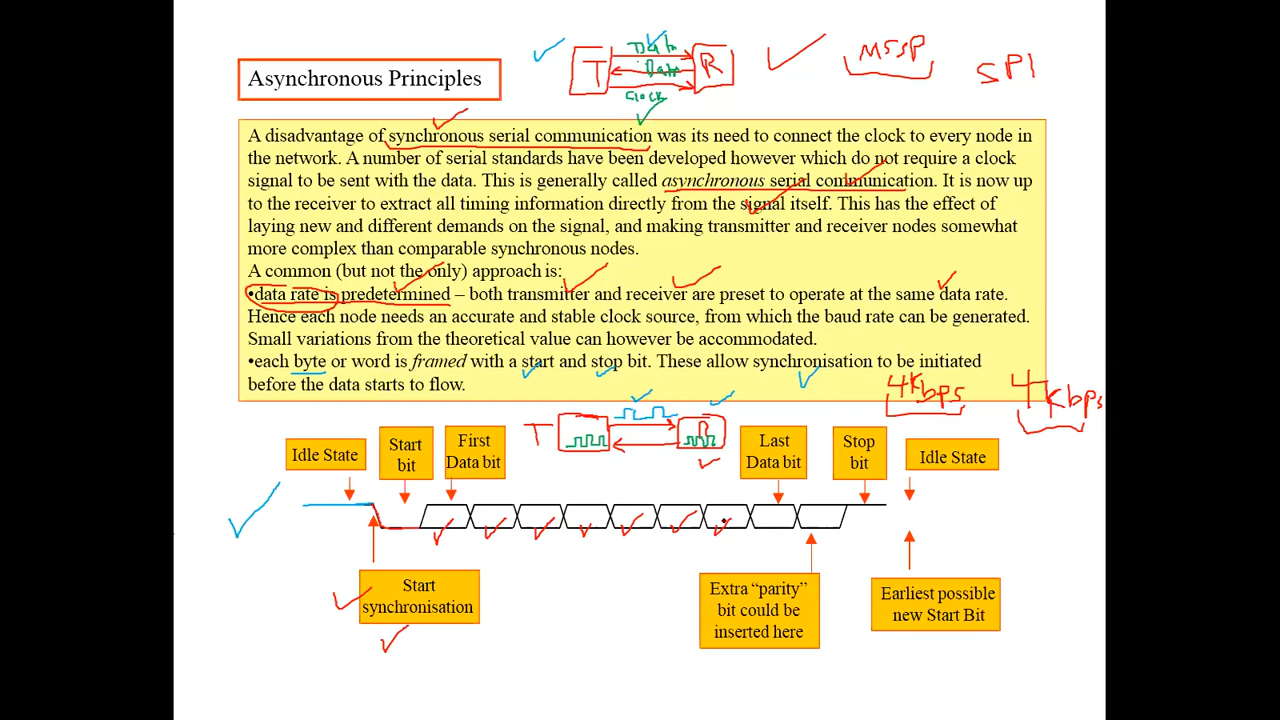 Data
T
Data
R
Clock
MSSP
SPI
Asynchronous Principles
A disadvantage of synchronous serial communication was its need to connect the clock to every node in
the network. A number of serial standards have been developed however which do not require a clock
signal to be sent with the data. This is generally called asynchronous serial communication. It is now up
to the receiver to extract all timing information directly from the signal itself. This has the effect of
laying new and different demands on the signal, and making transmitter and receiver nodes somewhat
more complex than comparable synchronous nodes.
A common (but not the only) approach is:
•data rate is predetermined – both transmitter and receiver are preset to operate at the same data rate.
Hence each node needs an accurate and stable clock source, from which the baud rate can be generated.
Small variations from the theoretical value can however be accommodated.
•each byte or word is framed with a start and stop bit. These allow synchronisation to be initiated
before the data starts to flow.
4Kbps
4Kbps
T
R
Idle State
Start
bit
First
Data bit
Last
Data bit
Stop
bit
Idle State
Start
synchronisation
Extra “parity”
bit could be
inserted here
Earliest possible
new Start Bit